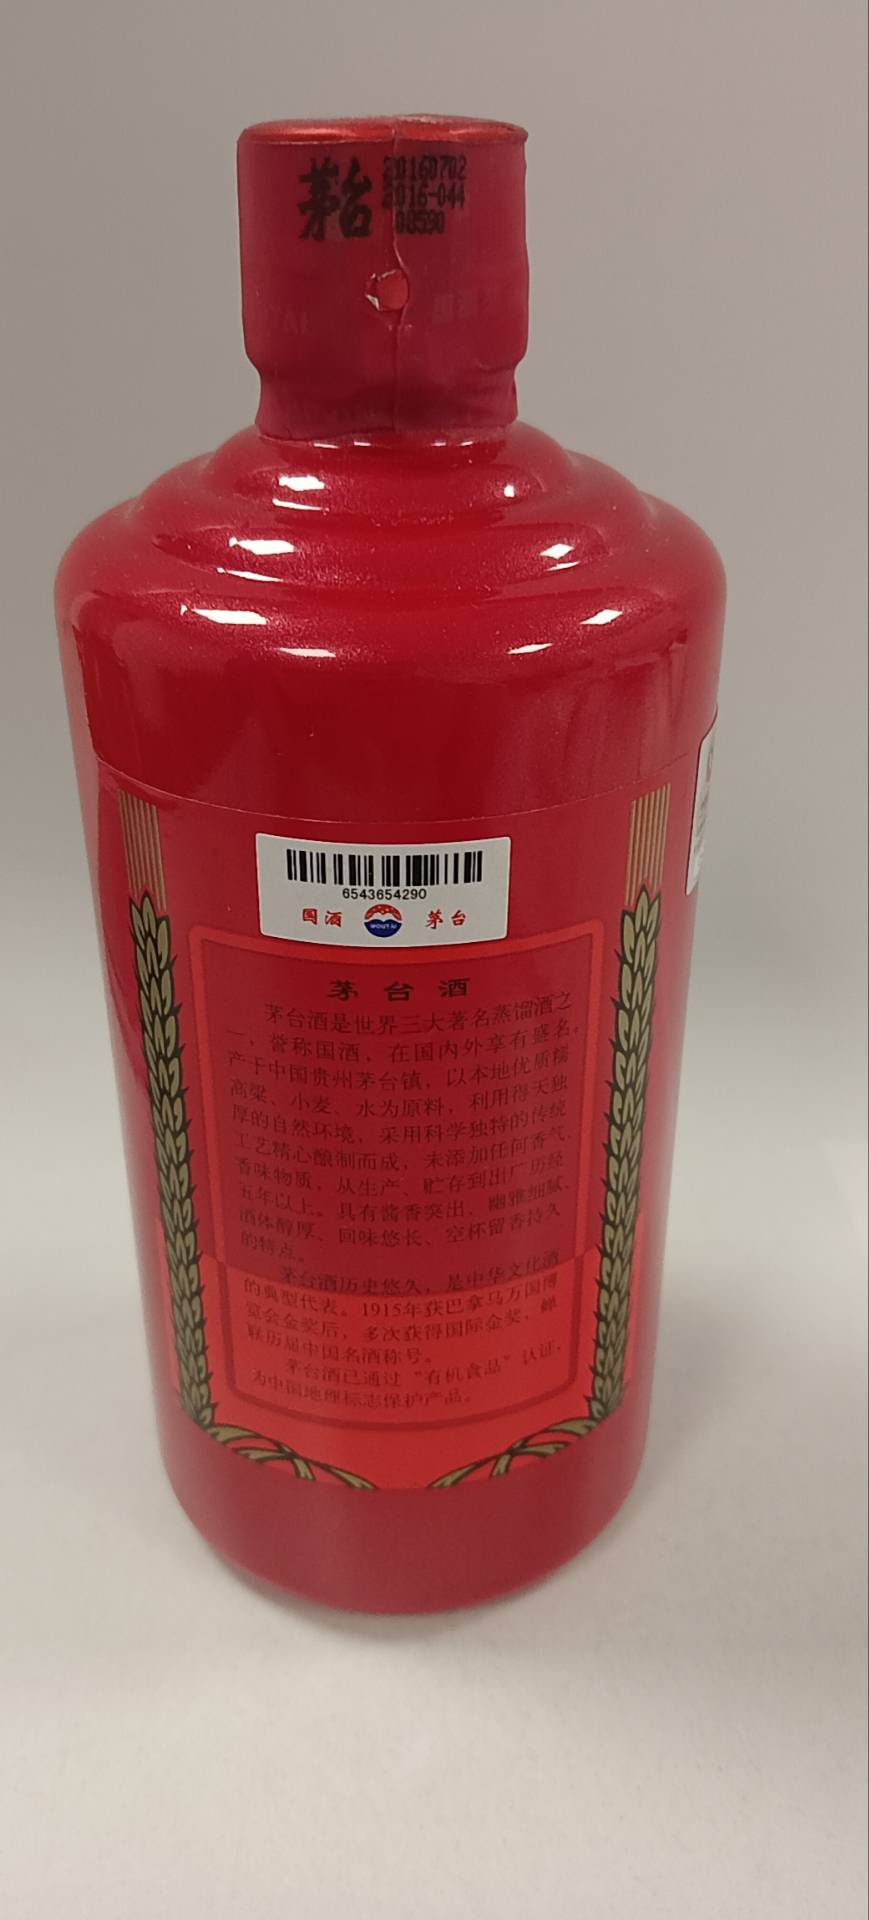 茅台
20160702
2016-044
00590
6543654290
国酒
MOUTAI
茅台
茅台酒
茅台酒是世界三大著名蒸馏酒之
一，誉称国酒，在国内外享有盛名。
产于中国贵州茅台镇，以本地优质糯
高粱、小麦、水为原料，利用得天独
厚的自然环境，采用科学独特的传统
工艺精心酿制而成，未添加任何香气、
香味物质，从生产、贮存到出厂历经
五年以上。具有酱香突出、幽雅细腻、
酒体醇厚、回味悠长、空杯留香持久
的特点。
茅台酒历史悠久，是中华文化酒
的典型代表。1915年获巴拿马万国博
览会金奖后，多次获得国际金奖，蝉
联历届中国名酒称号。
茅台酒已通过“有机食品”认证，
为中国地理标志保护产品。